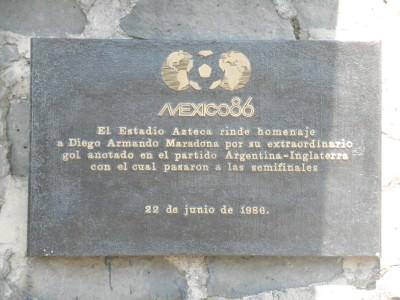 MEXICO86
El Estadio Azteca rinde homenaje
a Diego Armando Maradona por su extraordinario
gol anotado en el partido Argentina-Inglaterra
con el cual pasaron a las semifinales
22 de junio de 1986.